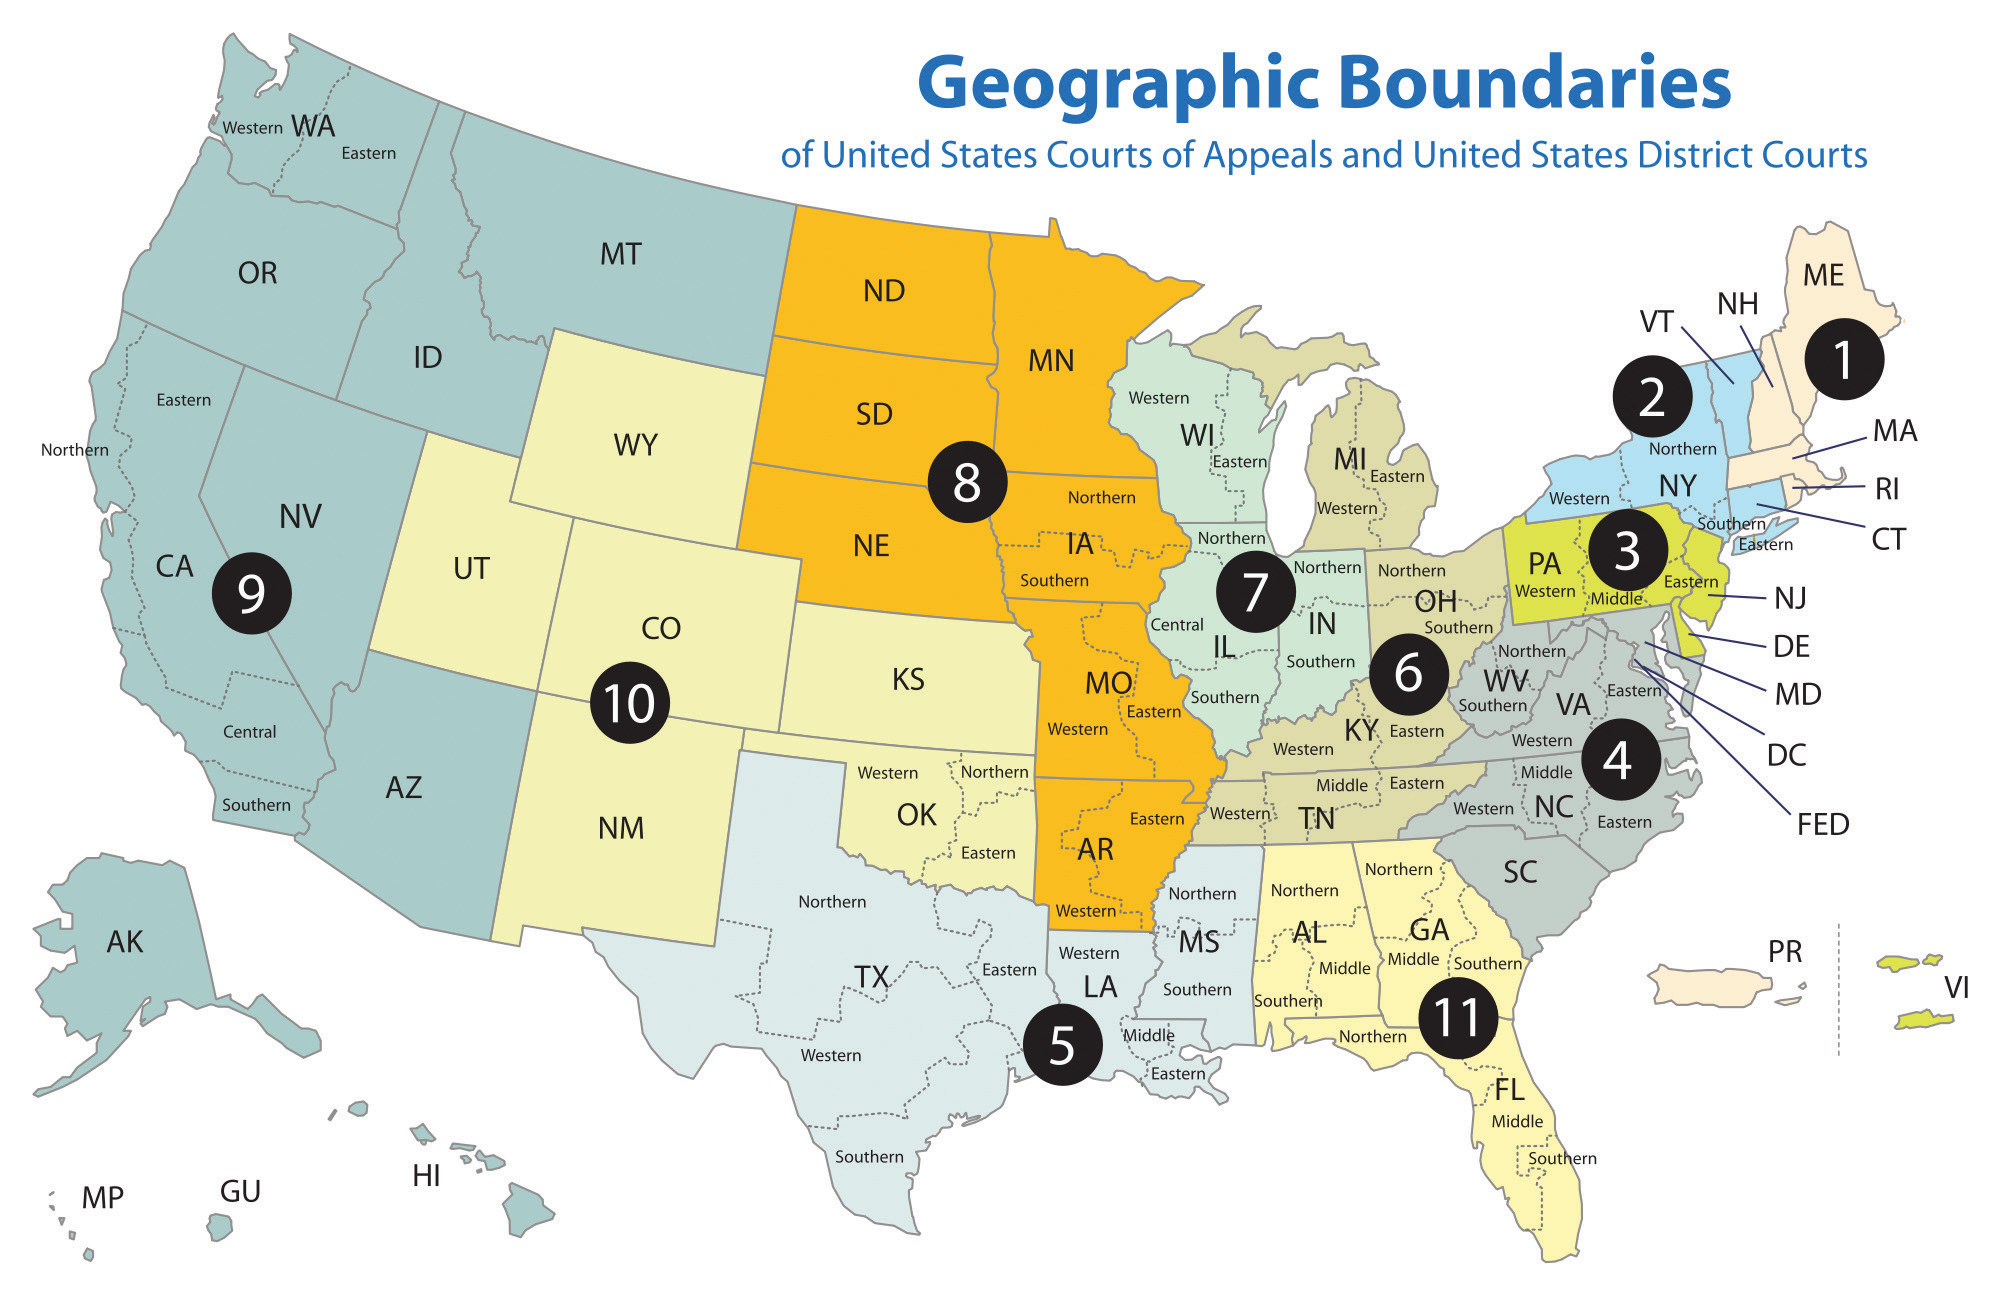 Geographic Boundaries
of United States Courts of Appeals and United States District Courts
Western
WA
Eastern
OR
ID
MT
Northern
Eastern
CA
NV
9
Central
Southern
AZ
UT
WY
CO
10
NM
KS
Western
Northern
OK
Eastern
ND
SD
NE
MN
8
Northern
IA
Southern
MO
Western
Eastern
Eastern
AR
Western
Northern
TX
Eastern
Western
Southern
5
Western
LA
Middle
Eastern
Northern
MS
Southern
Western
WI
Eastern
Northern
7
Central
IL
Southern
Northern
IN
Southern
MI
Eastern
Western
Northern
OH
Southern
6
KY
Western
Eastern
Western
Middle
TN
Eastern
Northern
AL
Middle
Southern
Northern
GA
Middle
Southern
11
Northern
FL
Middle
Southern
Northern
WV
Southern
Eastern
VA
Western
4
Middle
Western
NC
Eastern
SC
PA
Western
3
Middle
Eastern
2
Northern
Western
NY
Southern
Eastern
VT
NH
ME
1
MA
RI
CT
NJ
DE
MD
DC
FED
PR
VI
AK
HI
GU
MP